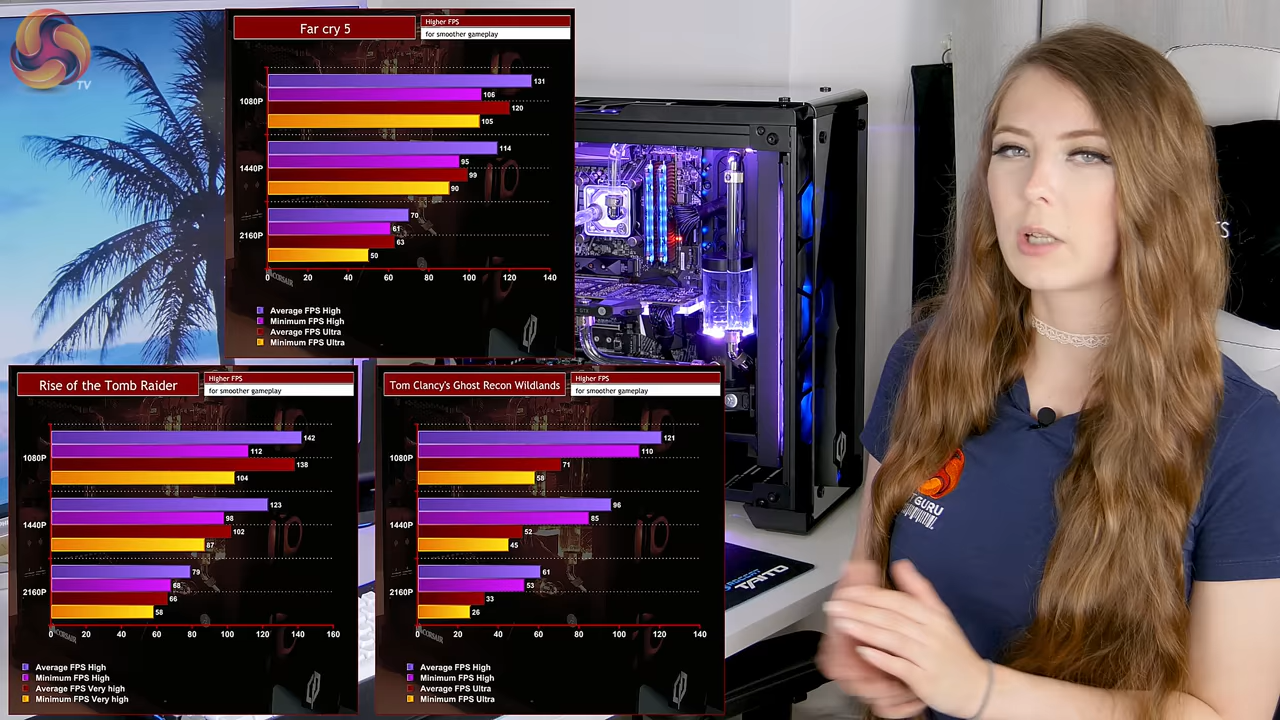 TV
Far cry 5
Higher FPS
for smoother gameplay
131
106
1080P
120
105
114
95
1440P
99
90
70
61
2160P
63
50
0 20 40 60 80 100 120 140
CORSAIR
Average FPS High
Minimum FPS High
Average FPS Ultra
Minimum FPS Ultra
Rise of the Tomb Raider
Higher FPS
for smoother gameplay
142
112
1080P
138
104
123
98
1440P
102
87
79
68
2160P
66
58
0 20 40 60 80 100 120 140 160
CORSAIR
Average FPS High
Minimum FPS High
Average FPS Very high
Minimum FPS Very high
Tom Clancy's Ghost Recon Wildlands
Higher FPS
for smoother gameplay
121
110
1080P
71
58
96
85
1440P
52
45
61
53
2160P
33
26
0 20 40 60 80 100 120 140
CORSAIR
Average FPS High
Minimum FPS High
Average FPS Ultra
Minimum FPS Ultra
TAITO
GURU